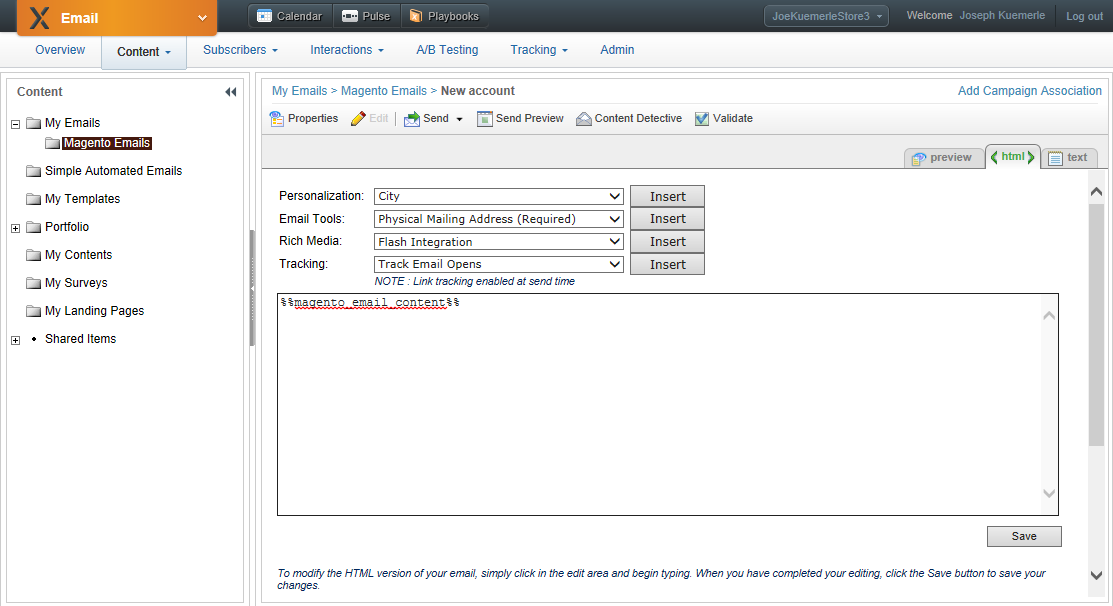 Email
Calendar
Pulse
Playbooks
JoeKuemerleStore3
Welcome Joseph Kuemerle
Log out
Overview
Content
Subscribers
Interactions
A/B Testing
Tracking
Admin
Content
My Emails
Magento Emails
Simple Automated Emails
My Templates
Portfolio
My Contents
My Surveys
My Landing Pages
Shared Items
My Emails > Magento Emails > New account
Add Campaign Association
Properties
Edit
Send
Send Preview
Content Detective
Validate
preview
html
text
Personalization: City Insert
Email Tools: Physical Mailing Address (Required) Insert
Rich Media: Flash Integration Insert
Tracking: Track Email Opens Insert
NOTE : Link tracking enabled at send time
%%magento_email_content%%
Save
To modify the HTML version of your email, simply click in the edit area and begin typing. When you have completed your editing, click the Save button to save your
changes.